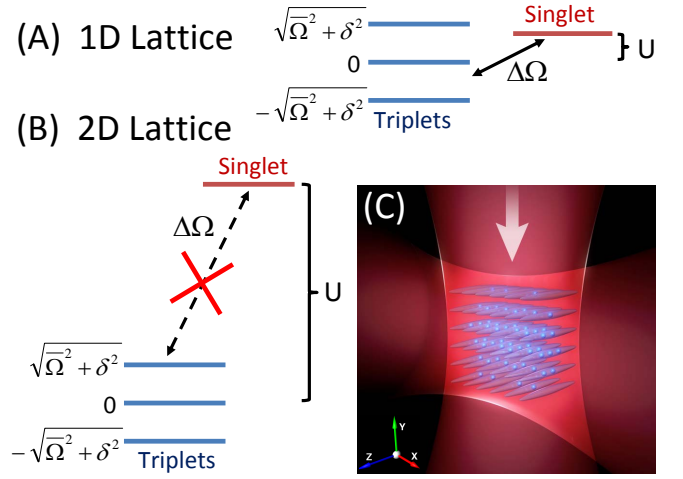 (A) 1D Lattice
√(Ω̅² + δ²)
0
−√(Ω̅² + δ²)
Triplets
Singlet
U
ΔΩ
(B) 2D Lattice
Singlet
ΔΩ
U
√(Ω̅² + δ²)
0
−√(Ω̅² + δ²)
Triplets
(C)
Y
Z
X